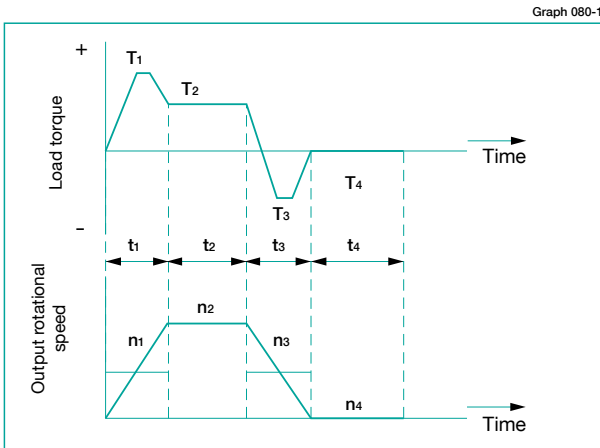 Graph 080-1
+
T1
T2
Load torque
Time
T4
T3
-
t1 t2 t3 t4
Output rotational
speed
n2
n1
n3
n4
Time